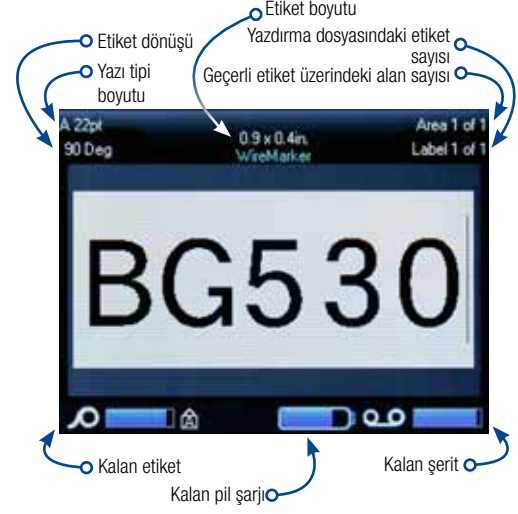 Etiket boyutu
Etiket dönüşü
Yazdırma dosyasındaki etiket
sayısı
Yazı tipi
boyutu
Geçerli etiket üzerindeki alan sayısı
A 22pt
0.9 x 0.4in.
Area 1 of 1
90 Deg
WireMarker
Label 1 of 1
BG530
A
Kalan etiket
Kalan şerit
Kalan pil şarjı